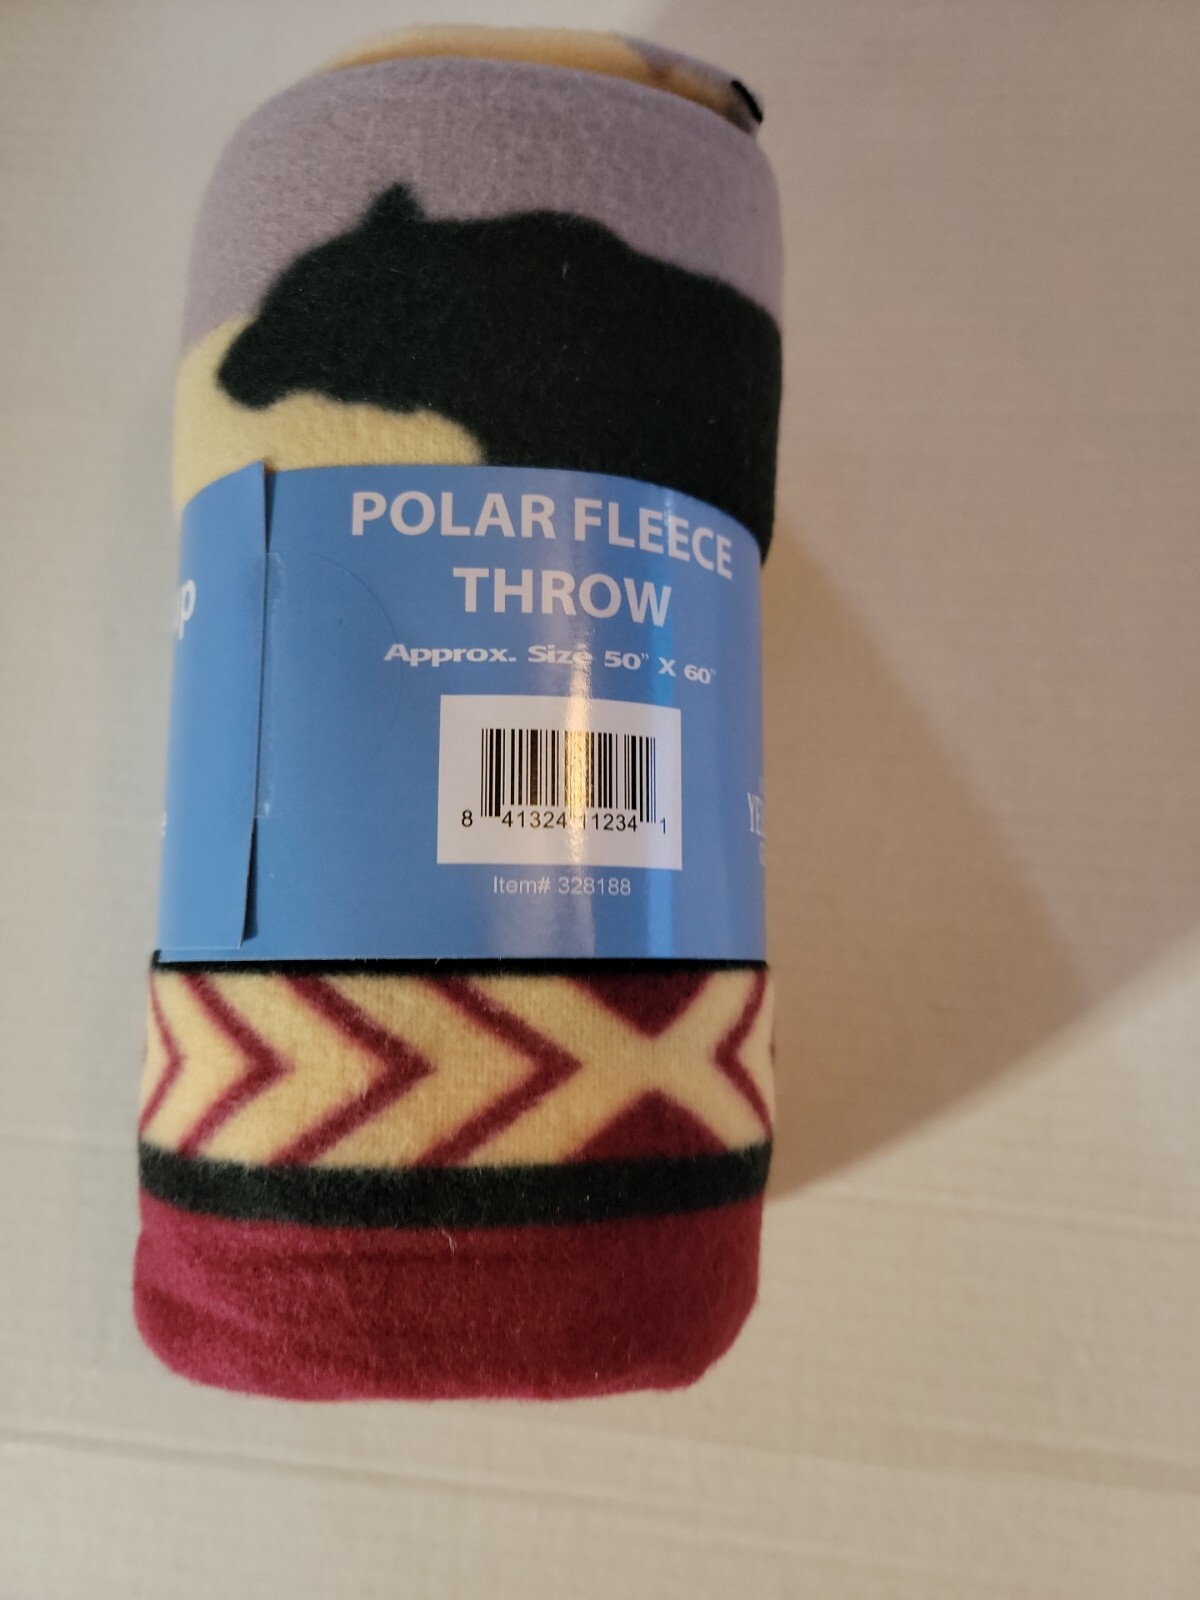 POLAR FLEECE
THROW
Approx. Size 50" X 60"
8 41324 11234 1
Item# 328188